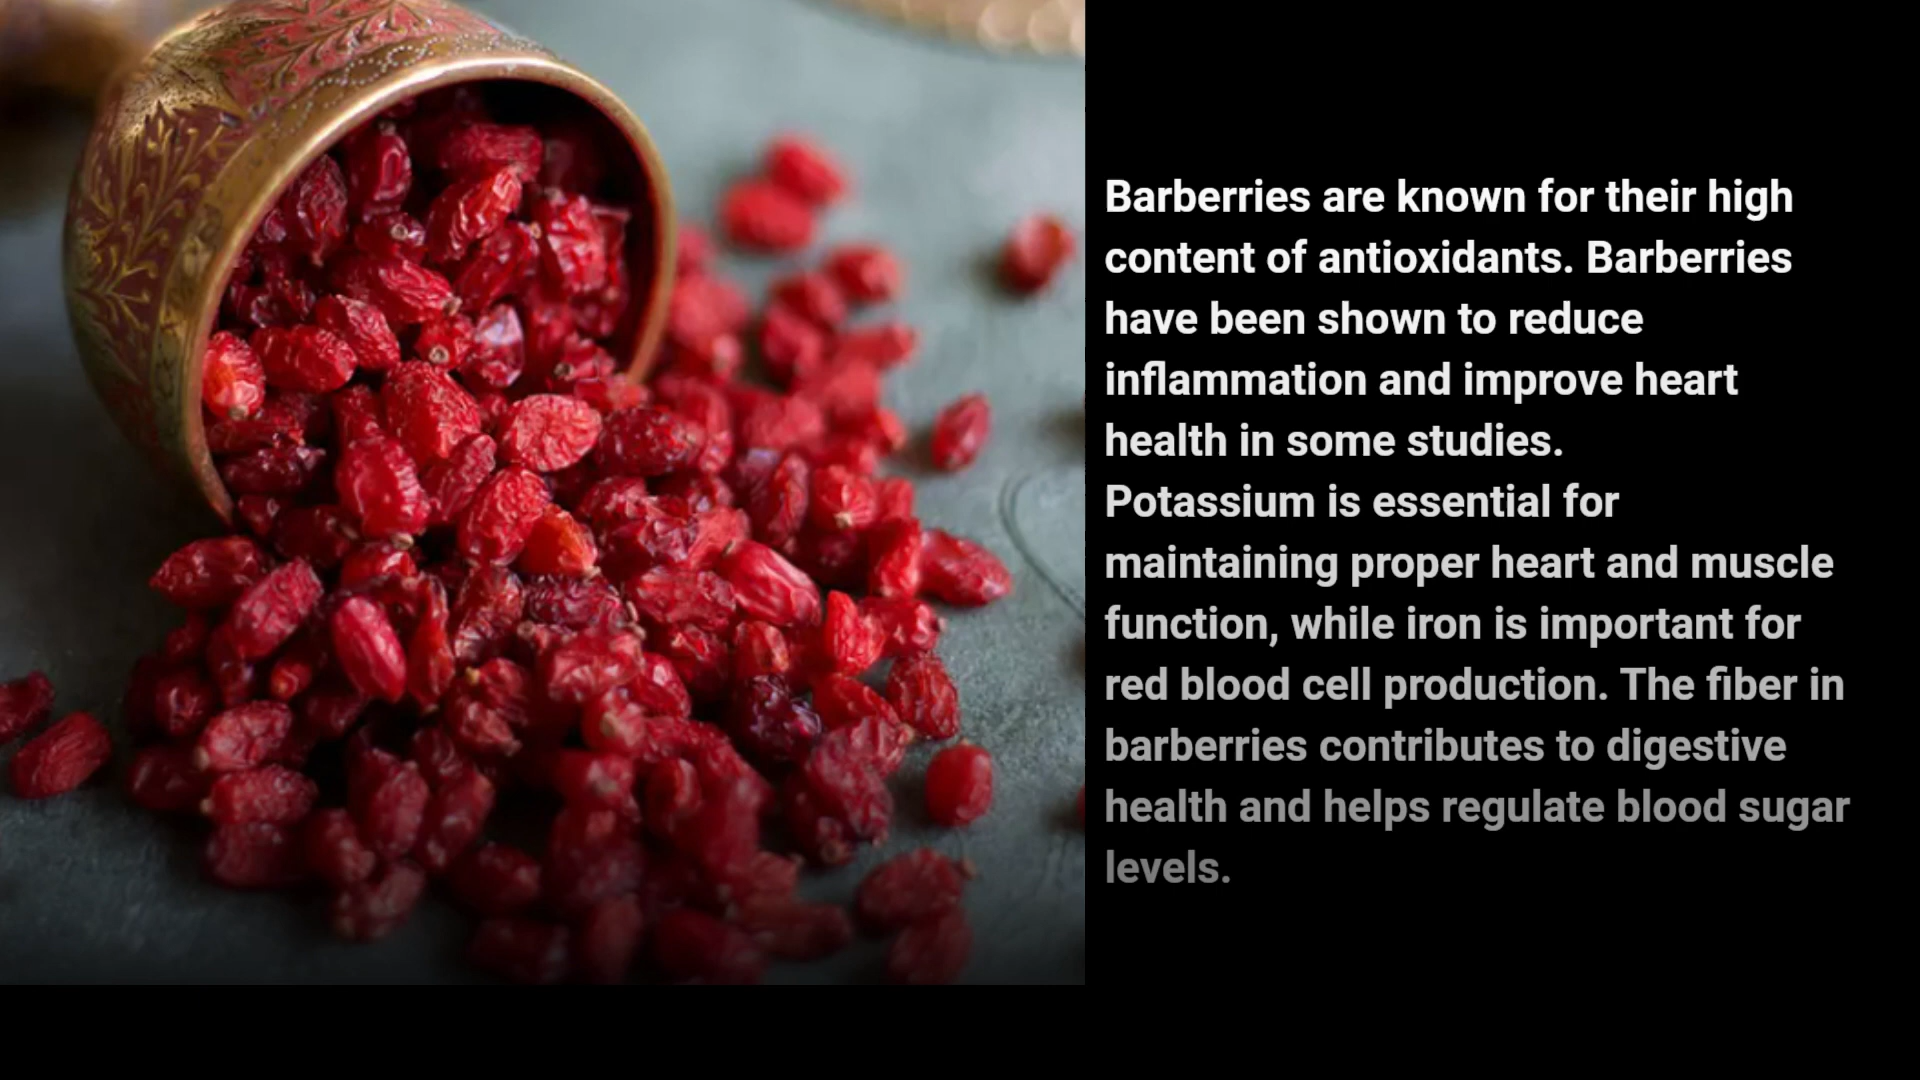 Barberries are known for their high
content of antioxidants. Barberries
have been shown to reduce
inflammation and improve heart
health in some studies.
Potassium is essential for
maintaining proper heart and muscle
function, while iron is important for
red blood cell production. The fiber in
barberries contributes to digestive
health and helps regulate blood sugar
levels.